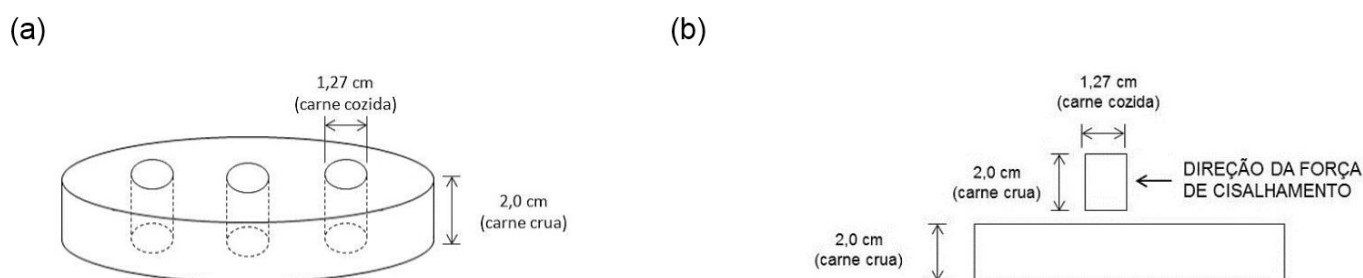 (a)
1,27 cm
(carne cozida)
2,0 cm
(carne crua)
(b)
1,27 cm
(carne cozida)
2,0 cm
(carne crua)
DIREÇÃO DA FORÇA
DE CISALHAMENTO
2,0 cm
(carne crua)